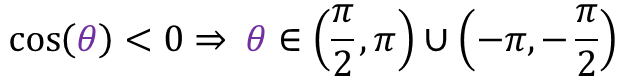 cos(θ) < 0 ⇒ θ ∈ (π/2, π) ∪ (−π, −π/2)